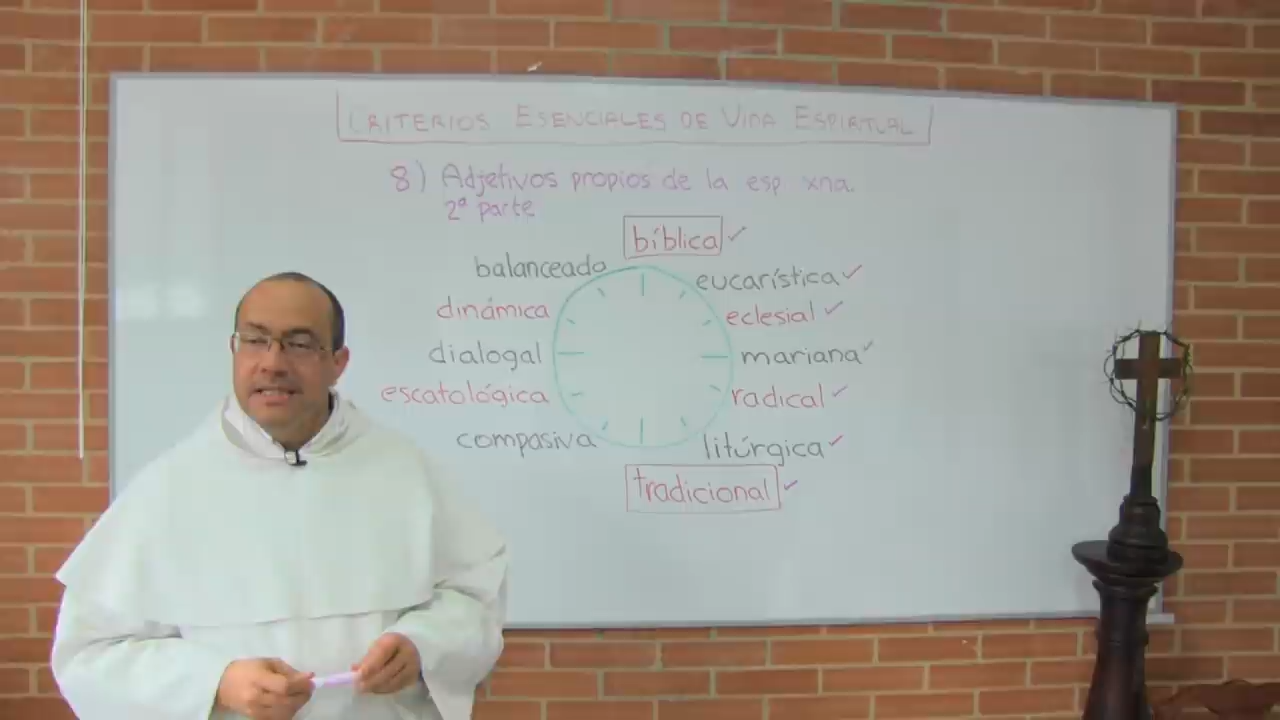 CRITERIOS ESENCIALES DE VIDA ESPIRITUAL
8) Adjetivos propios de la esp. xna.
2ª parte
bíblica ✓
balanceado
eucarística ✓
dinámica
eclesial ✓
dialogal
mariana ✓
escatológica
radical ✓
compasiva
litúrgica ✓
tradicional ✓